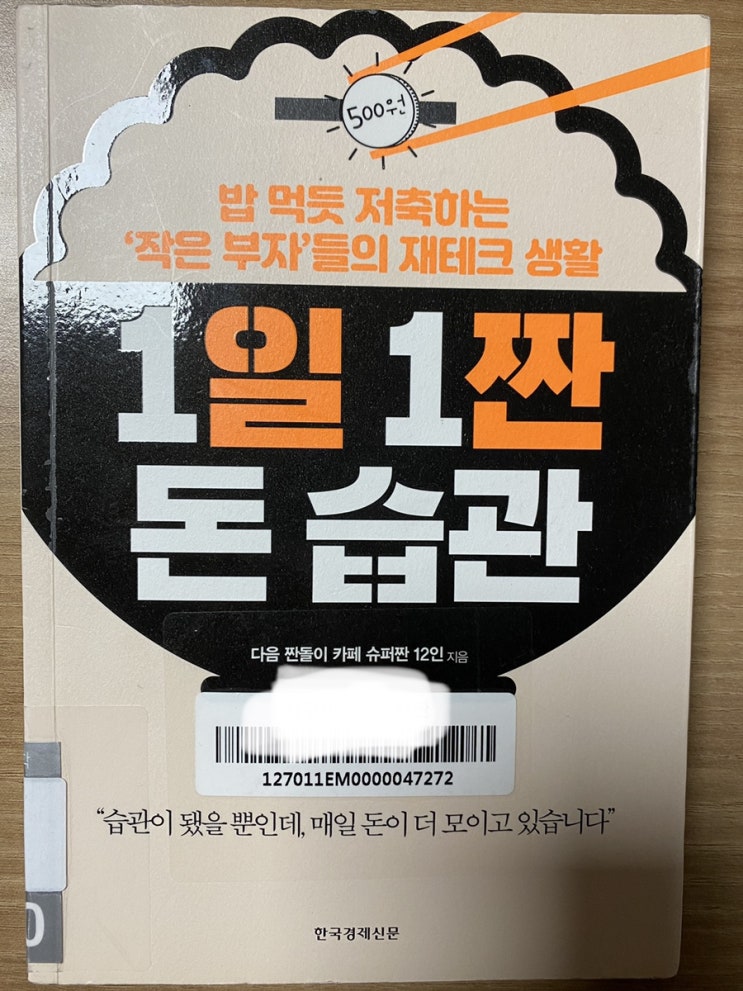 500원
밥 먹듯 저축하는
‘작은 부자’들의 재테크 생활
1일 1짠
돈 습관
다음 짠돌이 카페 슈퍼짠 12인 지음
127011EM0000047272
“습관이 됐을 뿐인데, 매일 돈이 더 모이고 있습니다”
한국경제신문
0